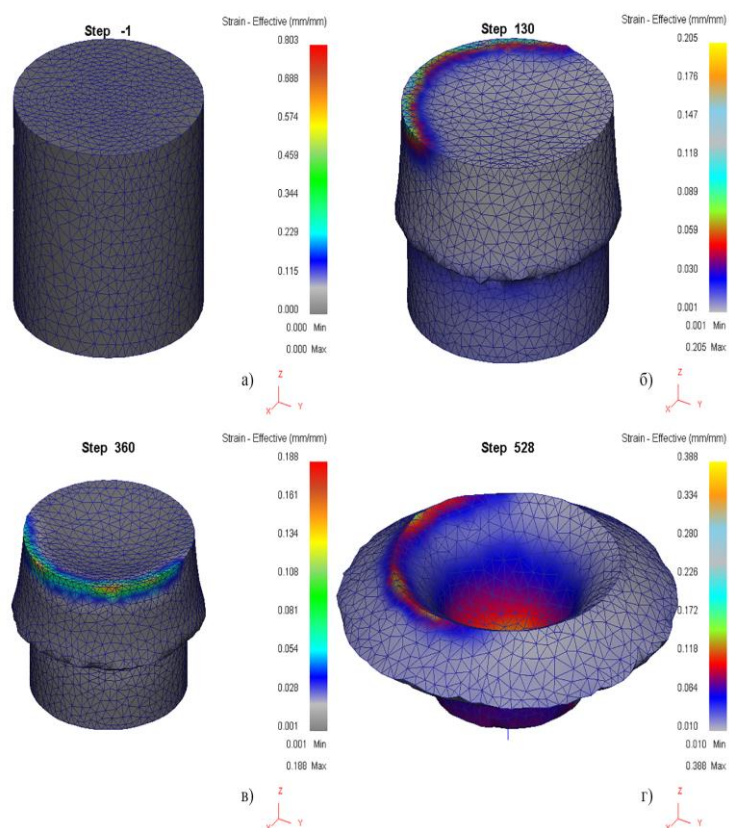 Step -1
Strain - Effective (mm/mm)
0.803
0.888
0.574
0.459
0.344
0.229
0.115
0.000
0.000 Min
0.000 Max
Z
X
Y
а)
Step 130
Strain - Effective (mm/mm)
0.205
0.176
0.147
0.118
0.088
0.059
0.030
0.001
0.001 Min
0.205 Max
Z
X
Y
б)
Step 360
Strain - Effective (mm/mm)
0.188
0.161
0.134
0.108
0.081
0.054
0.028
0.001
0.001 Min
0.188 Max
Z
X
Y
в)
Step 528
Strain - Effective (mm/mm)
0.388
0.334
0.280
0.226
0.172
0.118
0.084
0.010
0.010 Min
0.388 Max
Z
X
Y
г)